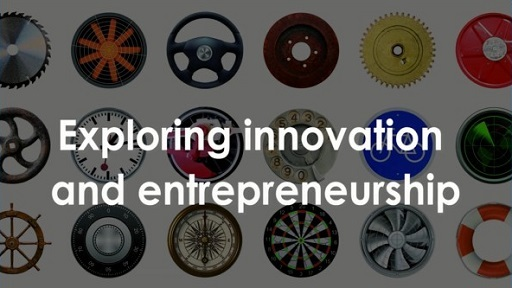 Exploring innovation
and entrepreneurship